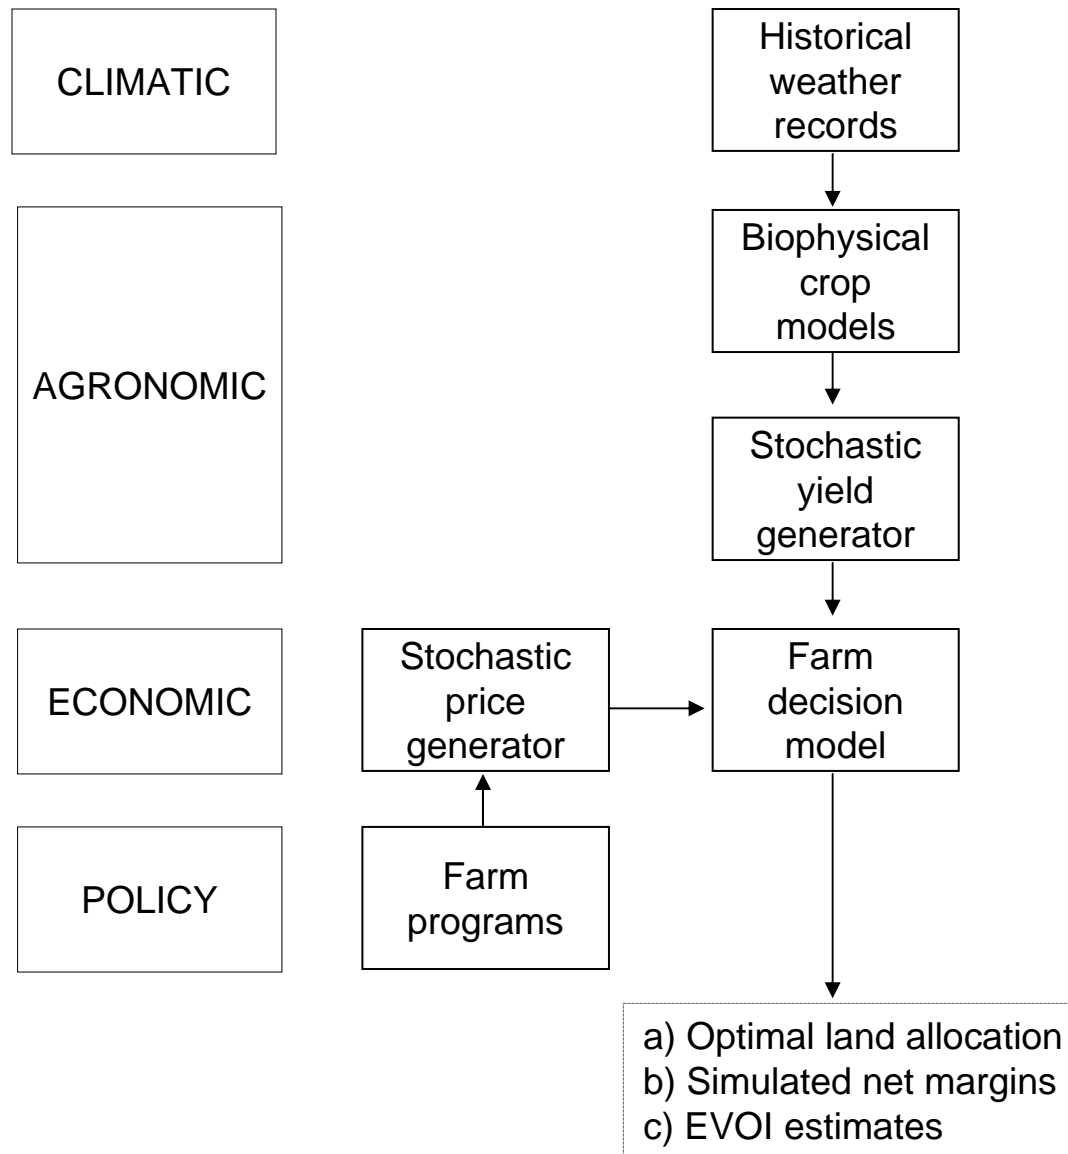 CLIMATIC
Historical
weather
records
AGRONOMIC
Biophysical
crop
models
Stochastic
yield
generator
ECONOMIC
Stochastic
price
generator
Farm
decision
model
POLICY
Farm
programs
a) Optimal land allocation
b) Simulated net margins
c) EVOI estimates